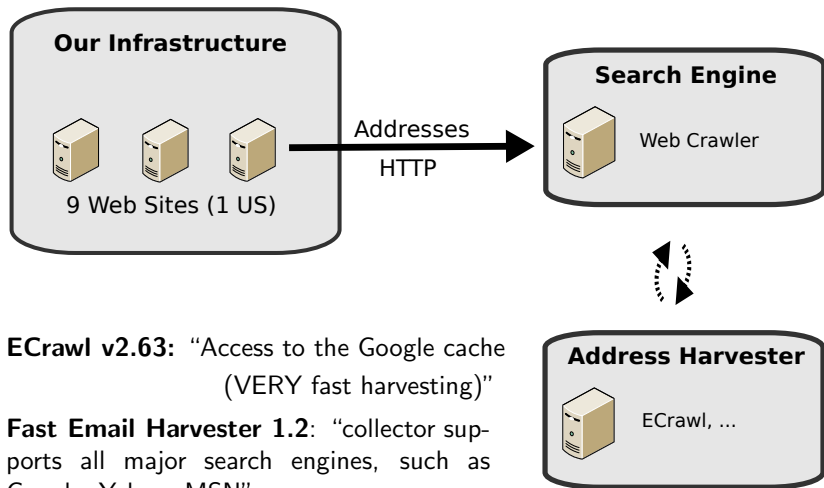 Our Infrastructure
9 Web Sites (1 US)
Addresses
HTTP
Search Engine
Web Crawler
ECrawl v2.63: “Access to the Google cache
(VERY fast harvesting)”
Fast Email Harvester 1.2: “collector sup-
ports all major search engines, such as
Address Harvester
ECrawl, ...